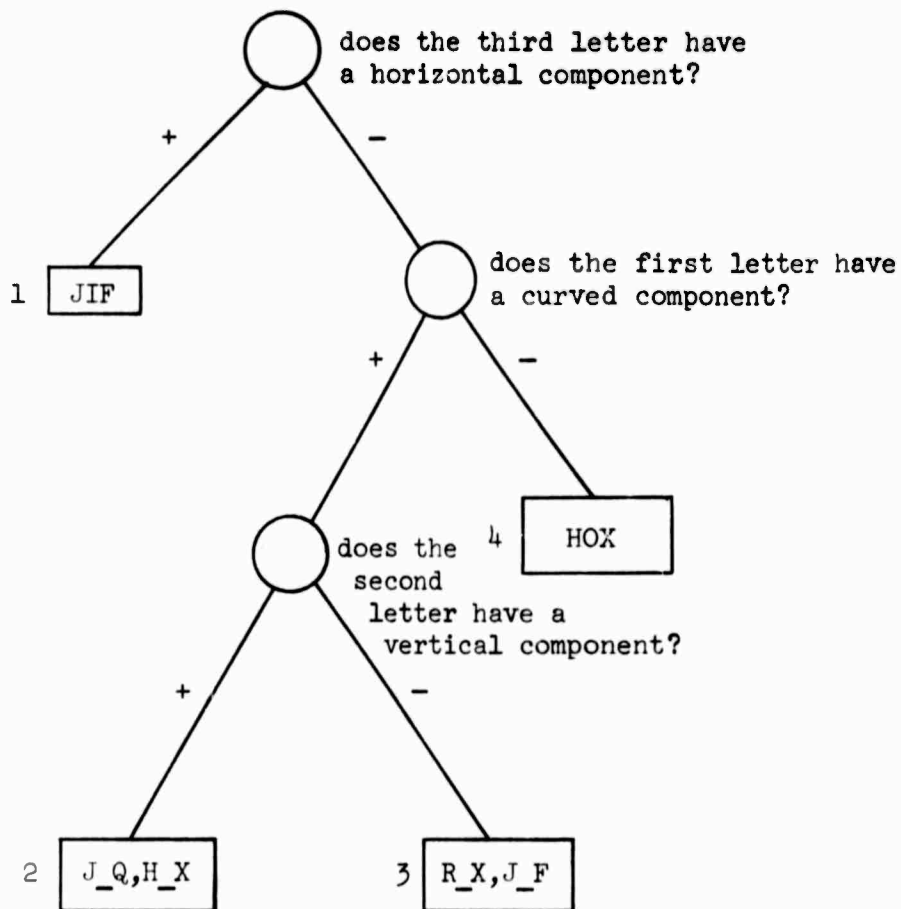 does the third letter have
a horizontal component?
+
−
does the first letter have
a curved component?
1
JIF
+
−
4
HOX
does the
second
letter have a
vertical component?
+
−
2
J_Q,H_X
3
R_X,J_F